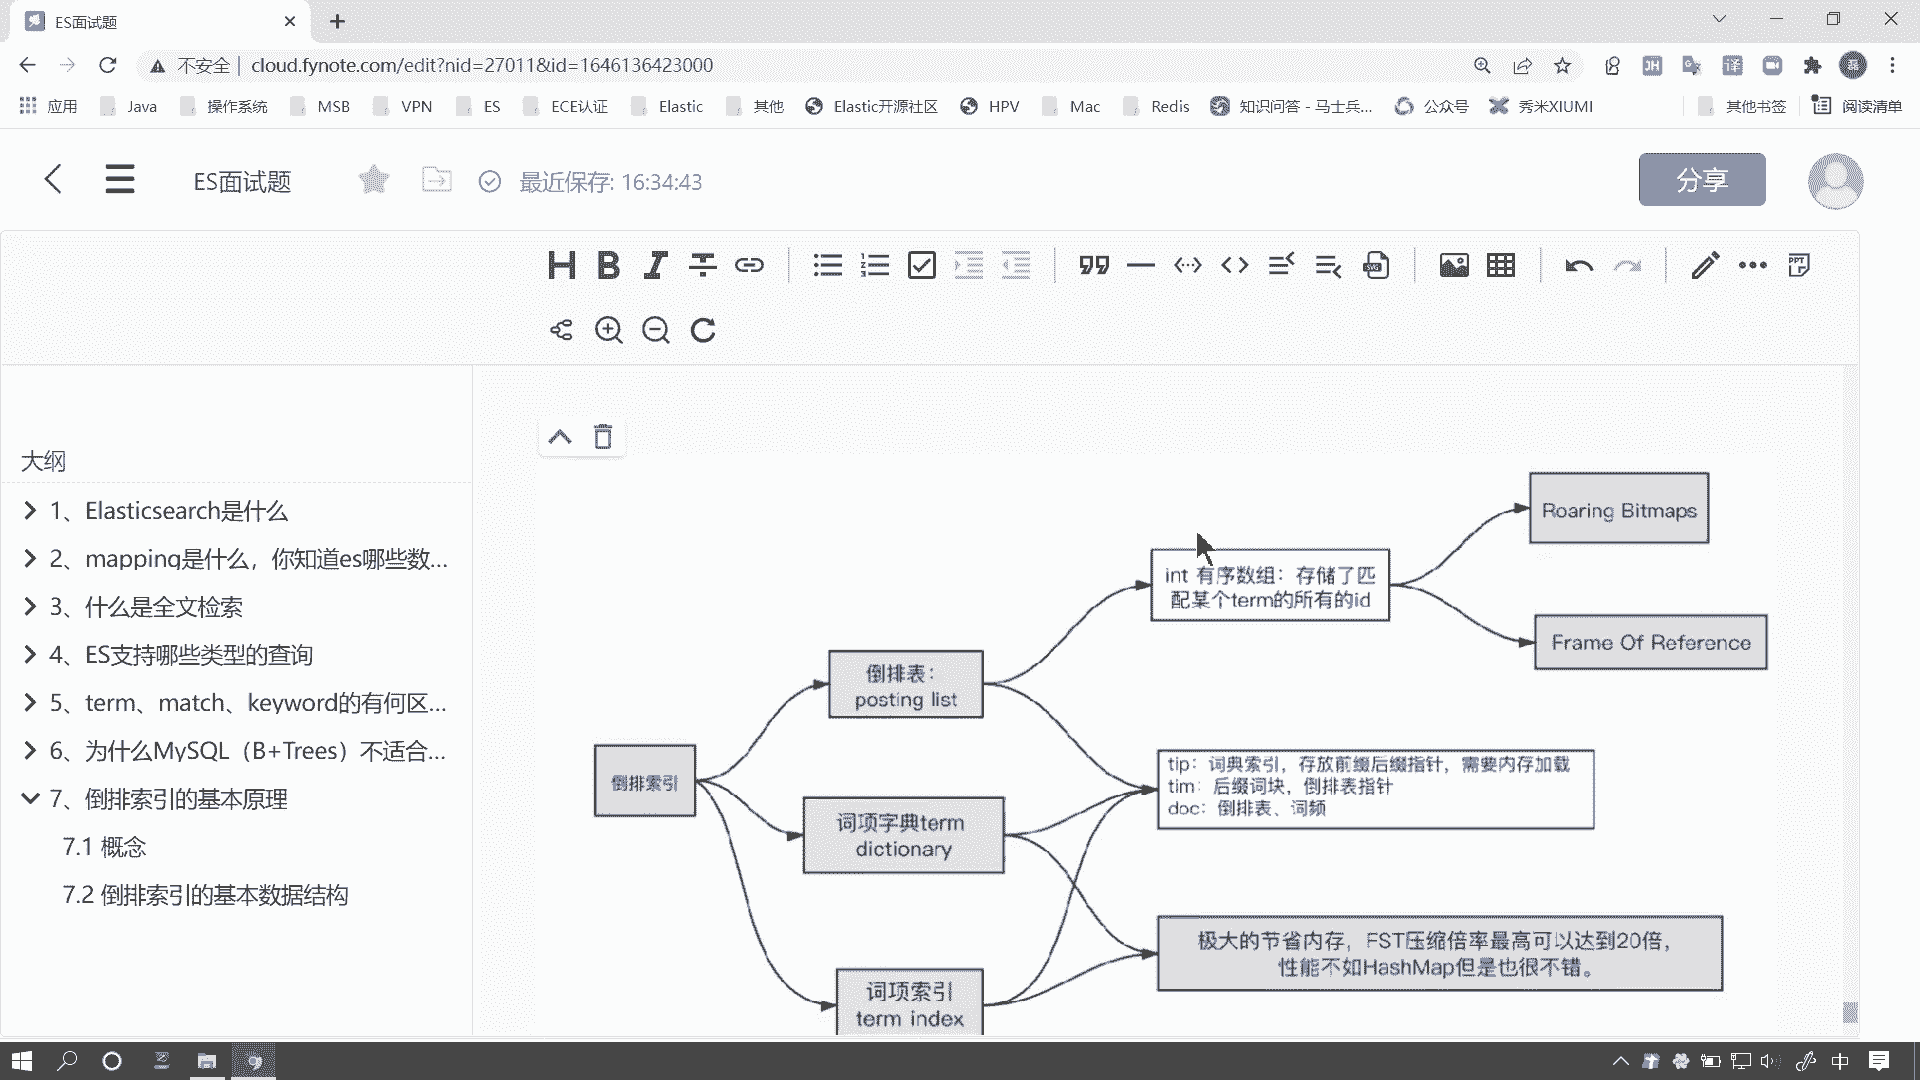 ES面试题
不安全 | cloud.fynote.com/edit?nid=27011&id=1646136423000
应用 Java 操作系统 MSB VPN ES ECE认证 Elastic 其他 Elastic开源社区 HPV Mac Redis 知识问答 - 马士兵... 公众号 秀米XIUMI 其他书签 阅读清单
ES面试题 最近保存: 16:34:43 分享
大纲
1、Elasticsearch是什么
2、mapping是什么，你知道es哪些数...
3、什么是全文检索
4、ES支持哪些类型的查询
5、term、match、keyword的有何区...
6、为什么MySQL（B+Trees）不适合...
7、倒排索引的基本原理
7.1 概念
7.2 倒排索引的基本数据结构
倒排索引
倒排表：
posting list
词项字典term
dictionary
词项索引
term index
int 有序数组：存储了匹
配某个term的所有的id
Roaring Bitmaps
Frame Of Reference
tip：词典索引，存放前缀后缀指针，需要内存加载
tim：后缀词块，倒排表指针
doc：倒排表、词频
极大的节省内存，FST压缩倍率最高可以达到20倍，
性能不如HashMap但是也很不错。
中